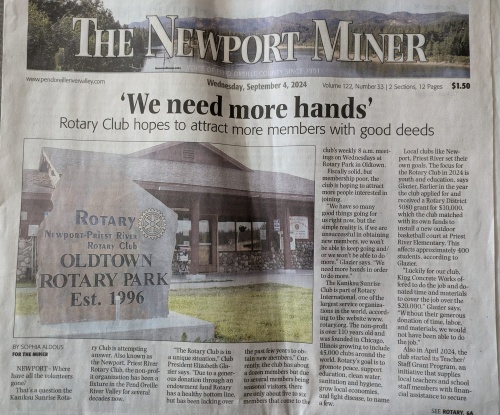 THE NEWPORT MINER
www.pendoreillerivervalley.com
Wednesday, September 4, 2024
Volume 122, Number 33 | 2 Sections, 12 Pages
$1.50
'We need more hands'
Rotary Club hopes to attract more members with good deeds
ROTARY
NEWPORT-PRIEST RIVER
ROTARY CLUB
OLDTOWN
ROTARY PARK
EST. 1996
BY SOPHIA ALDOUS
FOR THE MINER
NEWPORT - Where
have all the volunteers
gone?
That's a question the
Kanikau Sunrise Rota-
ry Club is attempting
answer. Also known as
the Newport, Priest River
Rotary Club, the non-prof-
it organization has been a
fixture in the Pend Oreille
River Valley for several
decades now.
"The Rotary Club is in
a unique situation," Club
President Elizabeth Gla-
zier says. "Due to a gener-
ous donation through an
endowment fund Rotary
has a healthy bottom line,
but has been lacking over
the past few years to ob-
tain new members." Cur-
rently, the club has about
a dozen members but due
to several members being
seasonal visitors, there
are only about five to six
members that come to the
club's weekly 8 a.m. meet-
ings on Wednesdays at
Rotary Park in Oldtown.
Fiscally solid, but
membership poor, the
club is hoping to attract
more people interested in
joining.
"We have so many
good things going for
us right now, but the
simple reality is, if we are
unsuccessful in obtaining
new members, we won't
be able to keep going and/
or we won't be able to do
more," Glazier says. "We
need more hands in order
to do more."
The Kaniksu Sunrise
Club is part of Rotary
International, one of the
largest service organiza-
tions in the world, accord-
ing to the website www.
rotary.org. The non-profit
is over 110 years old and
was founded in Chicago,
Illinois growing to include
45,000 clubs around the
world. Rotary's goal is to
promote peace, support
education, clean water,
sanitation and hygiene,
grow local economies,
and fight disease, to name
a few.
Local clubs like New-
port, Priest River set their
own goals. The focus for
the Rotary Club in 2024 is
youth and education, says
Glazier. Earlier in the year
the club applied for and
received a Rotary District
5080 grant for $10,000,
which the club matched
with its own funds to
install a new outdoor
basketball court at Priest
River Elementary. This
affects approximately 400
students, according to
Glazier.
"Luckily for our club,
King Concrete Works of-
fered to do the job and do-
nated time and materials
to cover the job over the
$20,000," Glazier says.
"Without their generous
donation of time, labor,
and materials, we would
not have been able to do
the job."
Also in April 2024, the
club started its Teacher/
Staff Grant Program, an
initiative that supplies
local teachers and school
staff members with finan-
cial assistance to secure
SEE ROTARY, 6A